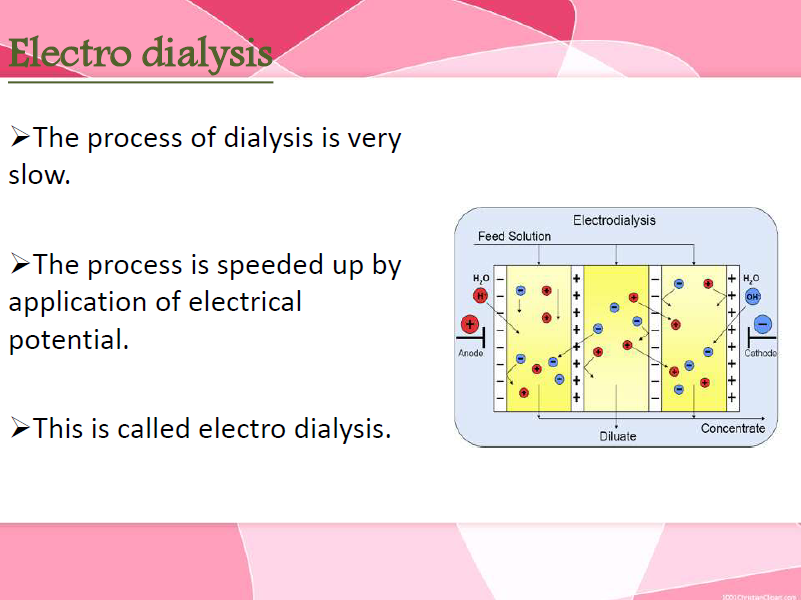 Electro dialysis
➢The process of dialysis is very
slow.
➢The process is speeded up by
application of electrical
potential.
➢This is called electro dialysis.
Electrodialysis
Feed Solution
H₂O
H⁺
+
Anode
H₂O
OH⁻
−
Cathode
Concentrate
Diluate